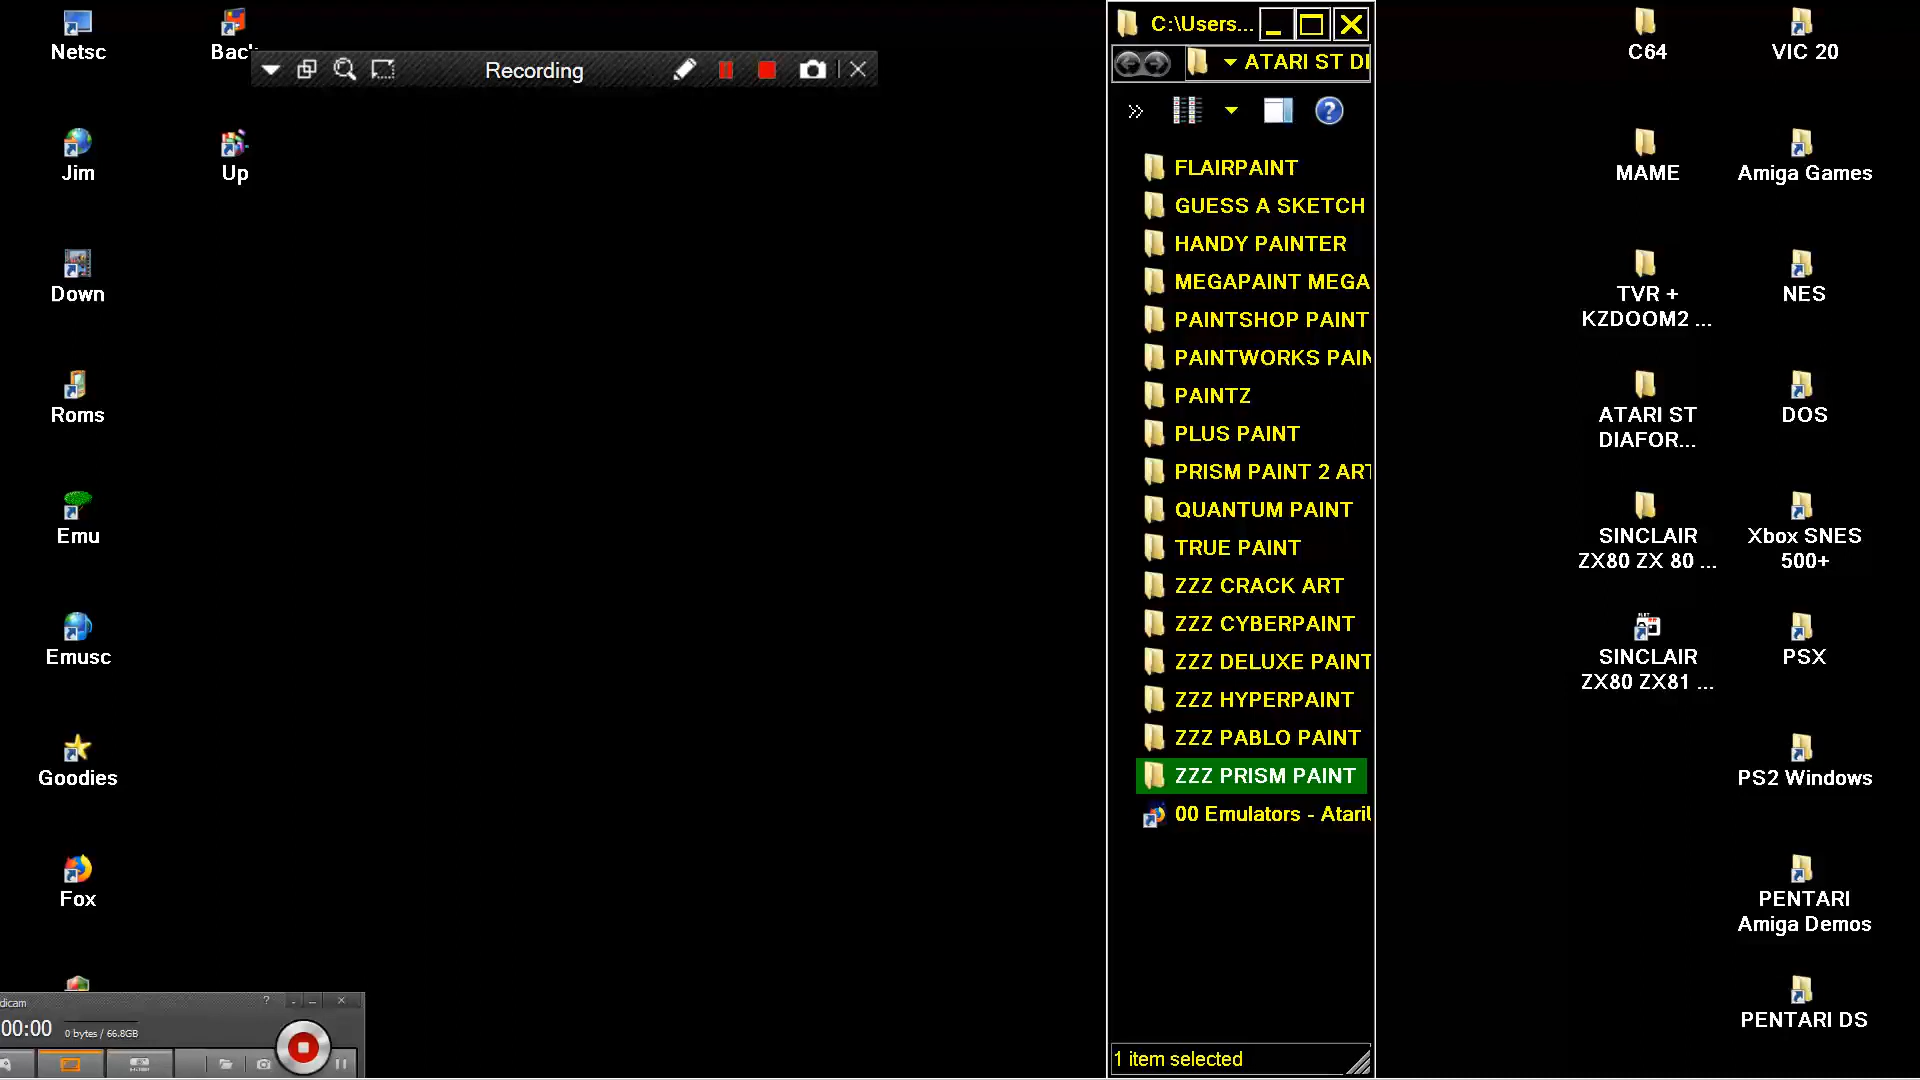 Netsc
Back
Jim
Up
Down
Roms
Emu
Emusc
Goodies
Fox
Recording
dicam
?
00:00
0 bytes / 66.8GB
C:\Users...
ATARI ST DI
»
?
FLAIRPAINT
GUESS A SKETCH
HANDY PAINTER
MEGAPAINT MEGA
PAINTSHOP PAINT
PAINTWORKS PAIN
PAINTZ
PLUS PAINT
PRISM PAINT 2 ART
QUANTUM PAINT
TRUE PAINT
ZZZ CRACK ART
ZZZ CYBERPAINT
ZZZ DELUXE PAINT
ZZZ HYPERPAINT
ZZZ PABLO PAINT
ZZZ PRISM PAINT
00 Emulators - Atari
1 item selected
C64
VIC 20
MAME
Amiga Games
TVR +
KZDOOM2 ...
NES
ATARI ST
DIAFOR...
DOS
SINCLAIR
ZX80 ZX 80 ...
Xbox SNES
500+
SINCLAIR
ZX80 ZX81 ...
PSX
PS2 Windows
PENTARI
Amiga Demos
PENTARI DS